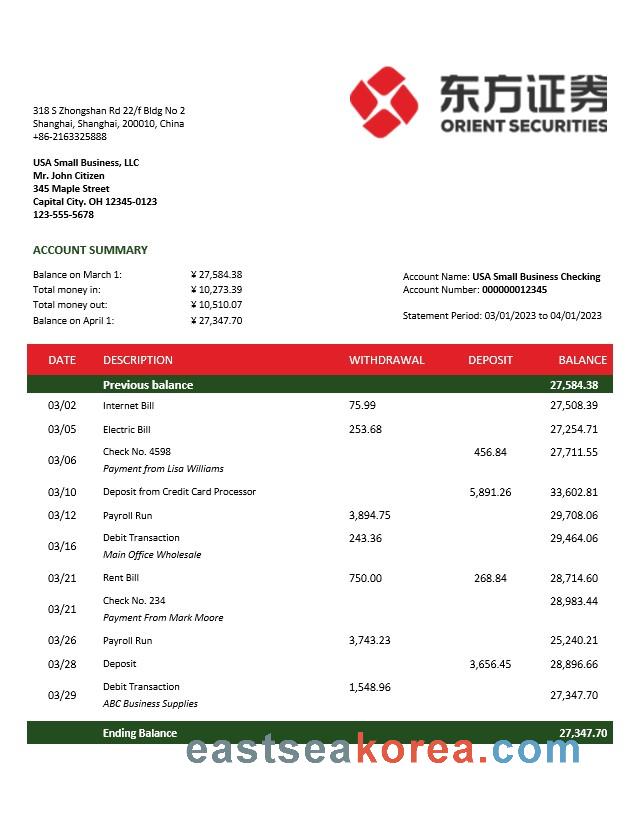 东方证券
ORIENT SECURITIES
318 S Zhongshan Rd 22/f Bldg No 2
Shanghai, Shanghai, 200010, China
+86-2163325888
USA Small Business, LLC
Mr. John Citizen
345 Maple Street
Capital City. OH 12345-0123
123-555-5678
ACCOUNT SUMMARY
Balance on March 1: ¥ 27,584.38
Total money in: ¥ 10,273.39
Total money out: ¥ 10,510.07
Balance on April 1: ¥ 27,347.70
Account Name: USA Small Business Checking
Account Number: 000000012345
Statement Period: 03/01/2023 to 04/01/2023
DATE DESCRIPTION WITHDRAWAL DEPOSIT BALANCE
Previous balance 27,584.38
03/02 Internet Bill 75.99 27,508.39
03/05 Electric Bill 253.68 27,254.71
03/06 Check No. 4598 456.84 27,711.55
Payment from Lisa Williams
03/10 Deposit from Credit Card Processor 5,891.26 33,602.81
03/12 Payroll Run 3,894.75 29,708.06
03/16 Debit Transaction 243.36 29,464.06
Main Office Wholesale
03/21 Rent Bill 750.00 268.84 28,714.60
03/21 Check No. 234 28,983.44
Payment From Mark Moore
03/26 Payroll Run 3,743.23 25,240.21
03/28 Deposit 3,656.45 28,896.66
03/29 Debit Transaction 1,548.96 27,347.70
ABC Business Supplies
Ending Balance 27,347.70
eastseakorea.com